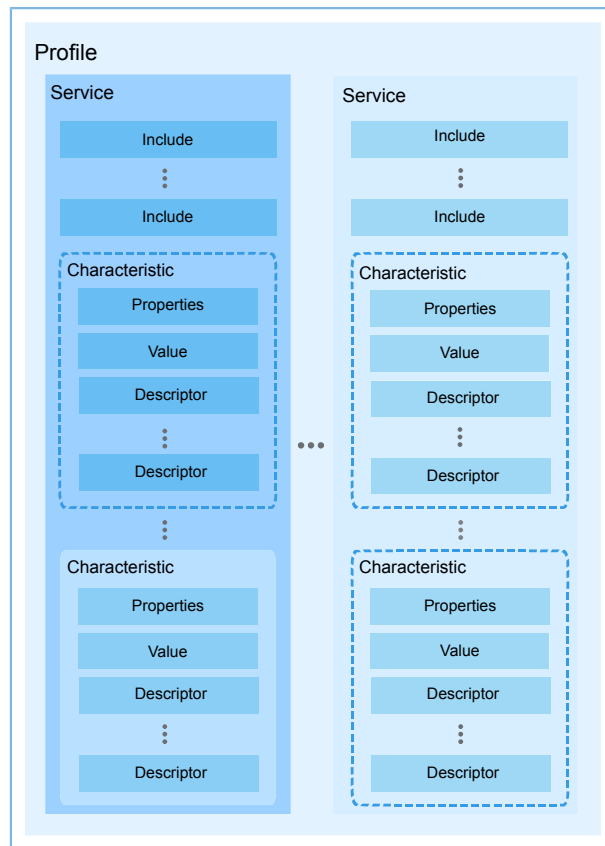 Profile
Service
Include
Include
Characteristic
Properties
Value
Descriptor
Descriptor
Characteristic
Properties
Value
Descriptor
Descriptor
Service
Include
Include
Characteristic
Properties
Value
Descriptor
Descriptor
Characteristic
Properties
Value
Descriptor
Descriptor